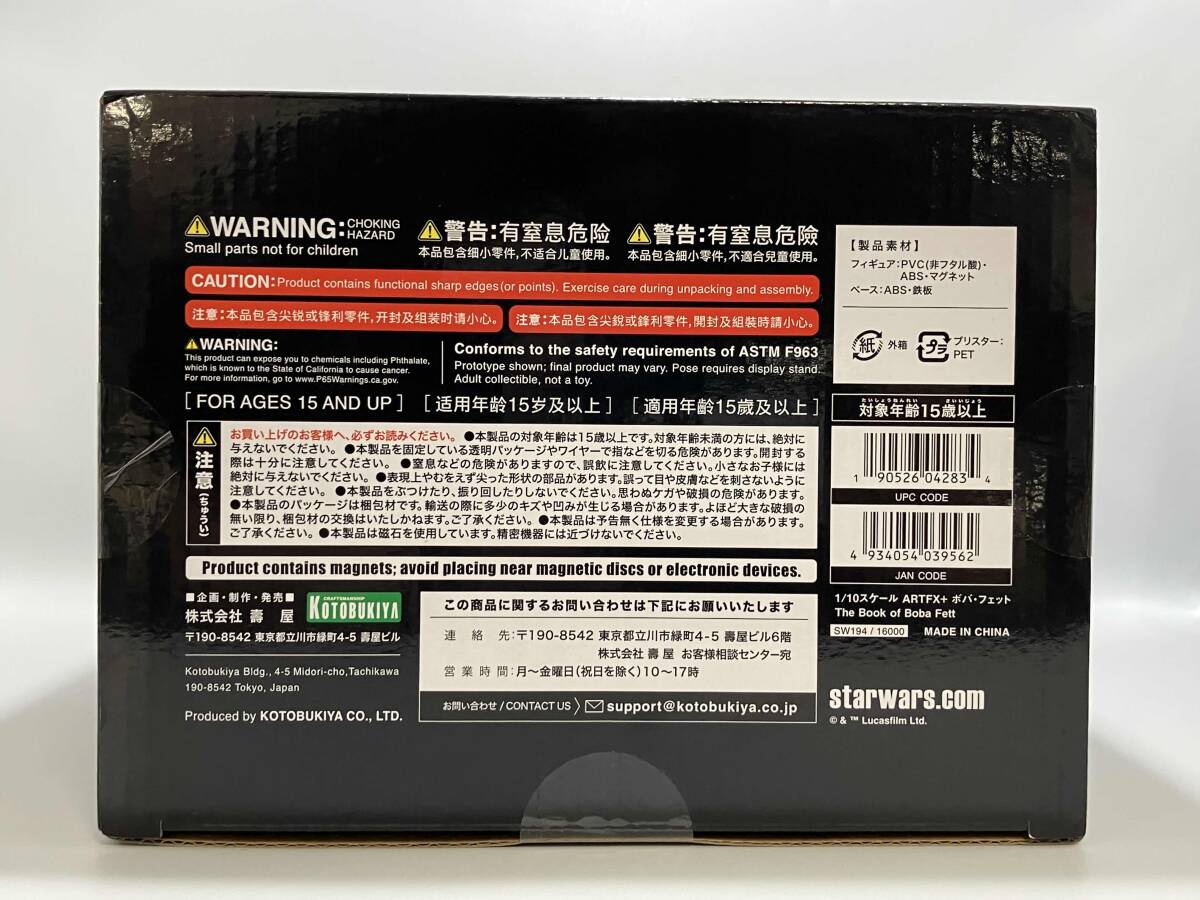 ⚠WARNING: CHOKING HAZARD
Small parts not for children
⚠警告:有窒息危险
本品包含细小零件,不适合儿童使用。
⚠警告:有窒息危險
本品包含細小零件,不適合兒童使用。
CAUTION: Product contains functional sharp edges (or points). Exercise care during unpacking and assembly.
注意:本品包含尖锐或锋利零件,开封及组装时请小心。
注意:本品包含尖銳或鋒利零件,開封及組裝時請小心。
⚠WARNING:
This product can expose you to chemicals including Phthalate,
which is known to the State of California to cause cancer.
For more information, go to www.P65Warnings.ca.gov.
Conforms to the safety requirements of ASTM F963
Prototype shown; final product may vary. Pose requires display stand.
Adult collectible, not a toy.
[FOR AGES 15 AND UP] [适用年龄15岁及以上] [適用年齡15歲及以上]
注意(ちゅうい)
お買い上げのお客様へ、必ずお読みください。 ●本製品の対象年齢は15歳以上です。対象年齢未満の方には、絶対に
与えないでください。 ●本製品を固定している透明パッケージやワイヤーで指などを切る危険があります。開封する
際は十分に注意してください。 ●窒息などの危険がありますので、誤飲に注意してください。小さなお子様には
絶対に与えないでください。 ●表現上やむをえず尖った形状の部品があります。誤って目や皮膚などを刺さないように
注意してください。 ●本製品をぶつけたり、振り回したりしないでください。思わぬケガや破損の危険があります。
●本製品のパッケージは梱包材です。輸送の際に多少のキズや凹みが生じる場合があります。よほど大きな破損の
無い限り、梱包材の交換はいたしかねます。ご了承ください。 ●本製品は予告無く仕様を変更する場合があります。
ご了承ください。 ●本製品は磁石を使用しています。精密機器には近づけないでください。
Product contains magnets; avoid placing near magnetic discs or electronic devices.
■企画・制作・発売■
株式会社 壽 屋
CRAFTSMANSHIP
KOTOBUKIYA
〒190-8542 東京都立川市緑町4-5 壽屋ビル
Kotobukiya Bldg., 4-5 Midori-cho,Tachikawa
190-8542 Tokyo, Japan
Produced by KOTOBUKIYA CO., LTD.
この商品に関するお問い合わせは下記にお願いいたします
連 絡 先:〒190-8542 東京都立川市緑町4-5 壽屋ビル6階
株式会社 壽屋 お客様相談センター宛
営業時間:月〜金曜日(祝日を除く)10〜17時
お問い合わせ / CONTACT US
support@kotobukiya.co.jp
【製品素材】
フィギュア:PVC(非フタル酸)・
ABS・マグネット
ベース:ABS・鉄板
紙 外箱
プラ ブリスター:
PET
たいしょうねんれい さいいじょう
対象年齢15歳以上
1 90526 04283 4
UPC CODE
4 934054 039562
JAN CODE
1/10スケール ARTFX+ ボバ・フェット
The Book of Boba Fett
SW194 / 16000 MADE IN CHINA
starwars.com
© & ™ Lucasfilm Ltd.